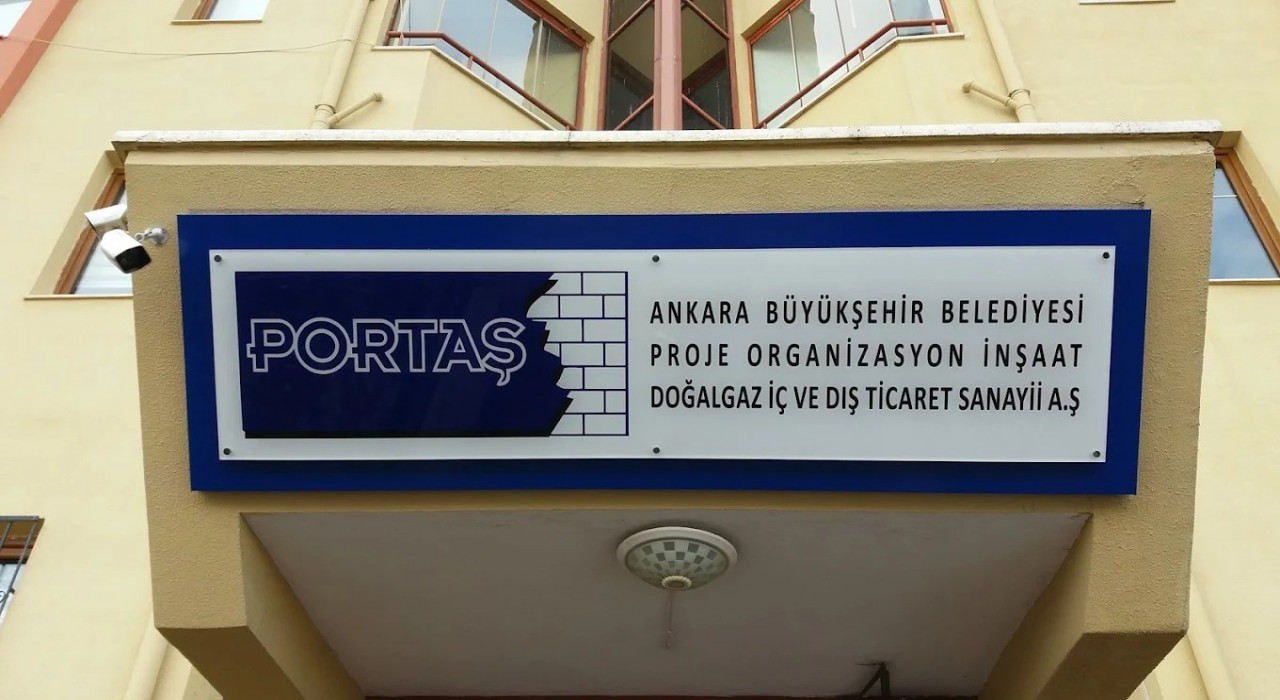 PORTAŞ
ANKARA BÜYÜKŞEHİR BELEDİYESİ
PROJE ORGANİZASYON İNŞAAT
DOĞALGAZ İÇ VE DIŞ TİCARET SANAYİİ A.Ş